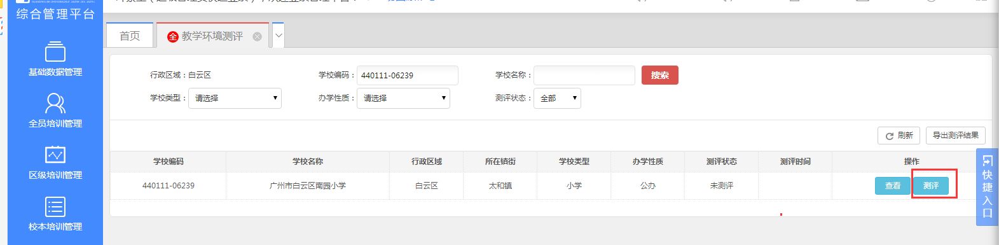 综合管理平台
基础数据管理
全员培训管理
区级培训管理
校本培训管理
首页
全 教学环境测评
行政区域：白云区
学校编码：440111-06239
学校名称：
搜索
学校类型：请选择
办学性质：请选择
测评状态：全部
刷新
导出测评结果
学校编码 学校名称 行政区域 所在镇街 学校类型 办学性质 测评状态 测评时间 操作
440111-06239 广州市白云区南园小学 白云区 太和镇 小学 公办 未测评 查看 测评
快捷入口